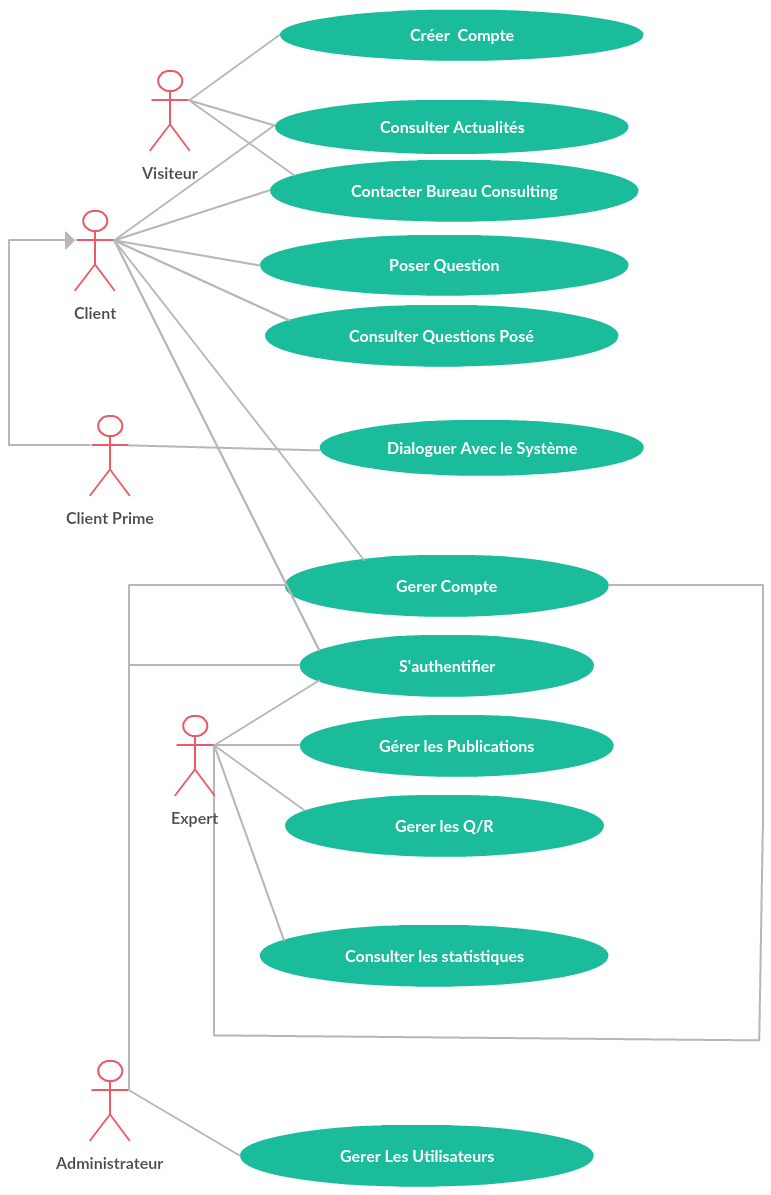 Créer  Compte
Consulter Actualités
Visiteur
Contacter Bureau Consulting
Poser Question
Client
Consulter Questions Posé
Dialoguer Avec le Système
Client Prime
Gerer Compte
S'authentifier
Gérer les Publications
Expert
Gerer les Q/R
Consulter les statistiques
Administrateur
Gerer Les Utilisateurs